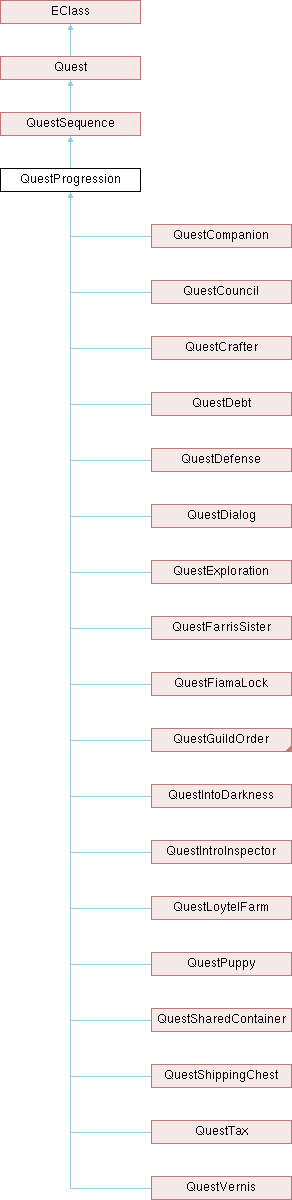 EClass
Quest
QuestSequence
QuestProgression
QuestCompanion
QuestCouncil
QuestCrafter
QuestDebt
QuestDefense
QuestDialog
QuestExploration
QuestFarrisSister
QuestFiamaLock
QuestGuildOrder
QuestIntoDarkness
QuestIntroInspector
QuestLoytelFarm
QuestPuppy
QuestSharedContainer
QuestShippingChest
QuestTax
QuestVernis